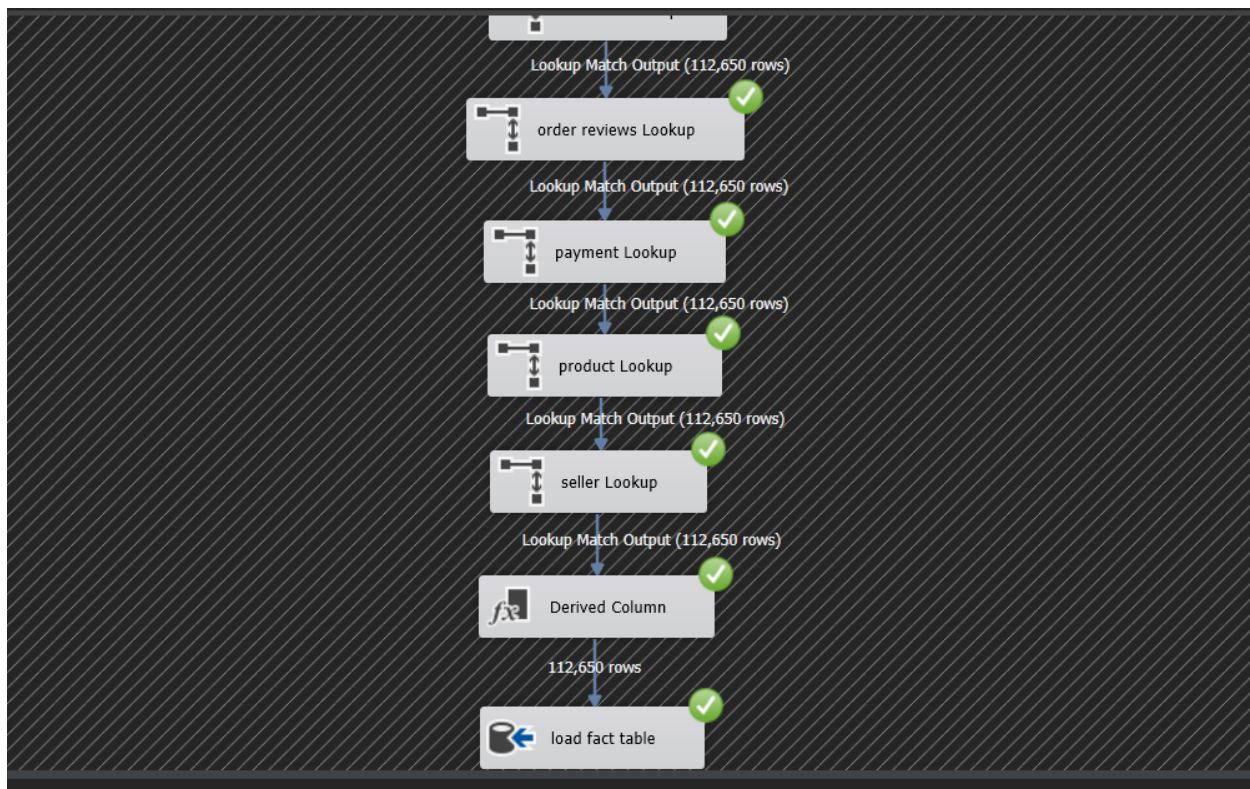 Lookup Match Output (112,650 rows)
order reviews Lookup
Lookup Match Output (112,650 rows)
payment Lookup
Lookup Match Output (112,650 rows)
product Lookup
Lookup Match Output (112,650 rows)
seller Lookup
Lookup Match Output (112,650 rows)
Derived Column
112,650 rows
load fact table